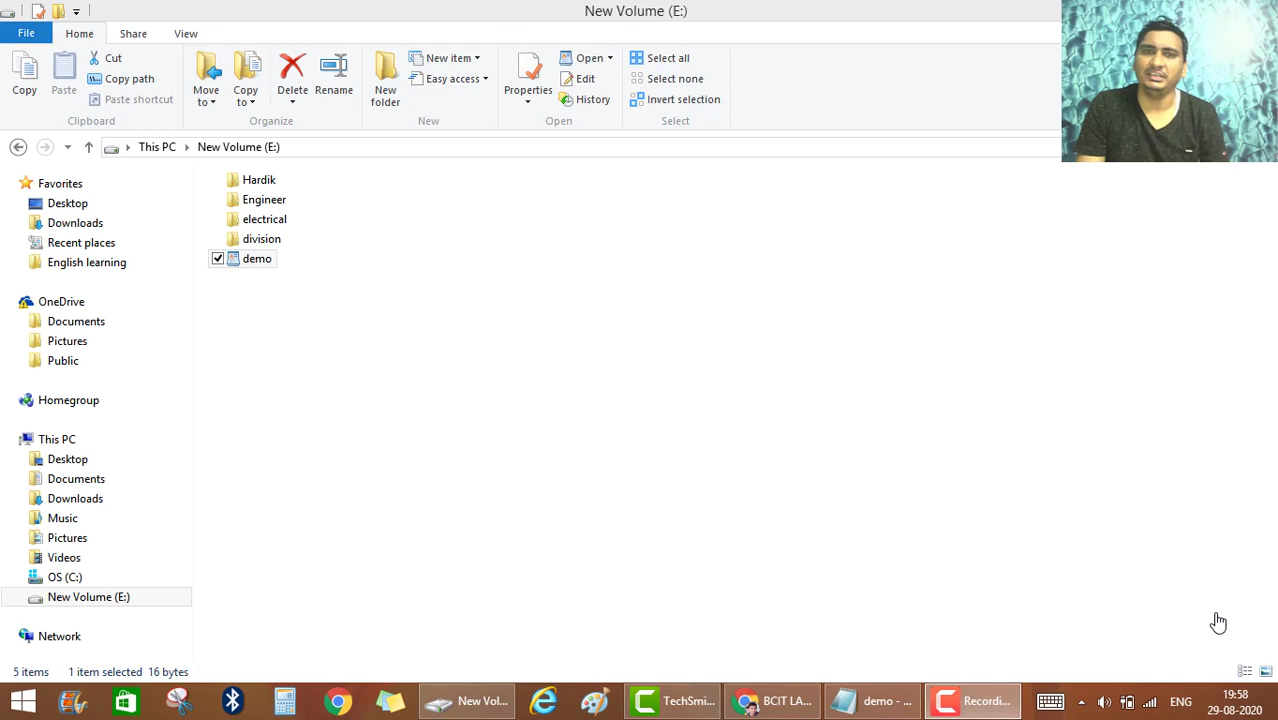 New Volume (E:)
File Home Share View
Copy
Paste
Cut
Copy path
Paste shortcut
Clipboard
Move to
Copy to
Delete
Rename
Organize
New folder
New item
Easy access
New
Properties
Open
Edit
History
Open
Select all
Select none
Invert selection
Select
This PC New Volume (E:)
Favorites
Desktop
Downloads
Recent places
English learning
OneDrive
Documents
Pictures
Public
Homegroup
This PC
Desktop
Documents
Downloads
Music
Pictures
Videos
OS (C:)
New Volume (E:)
Network
Hardik
Engineer
electrical
division
demo
5 items 1 item selected 16 bytes
New Vol...
TechSmi...
BCIT LA...
demo - ...
Recordi...
ENG
19:58
29-08-2020